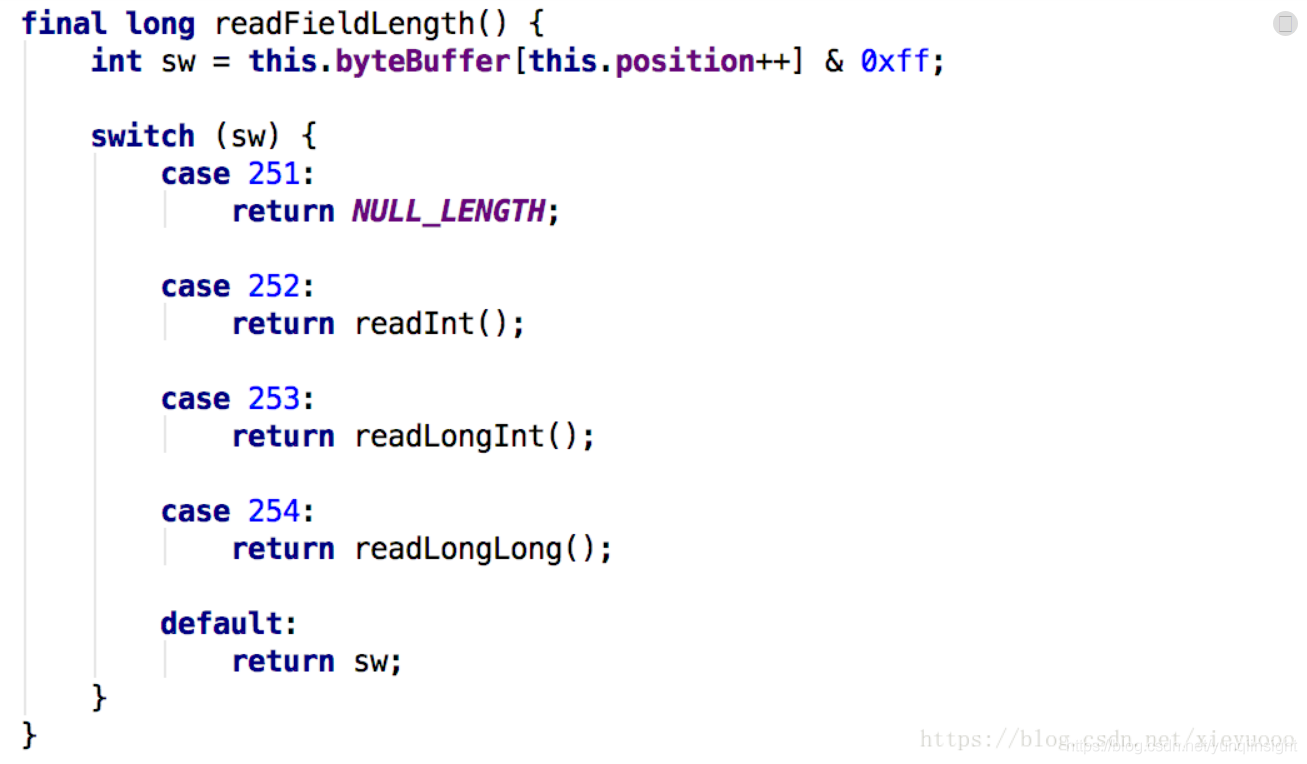 final long readFieldLength() {
    int sw = this.byteBuffer[this.position++] & 0xff;

    switch (sw) {
        case 251:
            return NULL_LENGTH;

        case 252:
            return readInt();

        case 253:
            return readLongInt();

        case 254:
            return readLongLong();

        default:
            return sw;
    }
}
https://blog.csdn.net/xieyuooo
https://blog.csdn.net/yunqiinsight